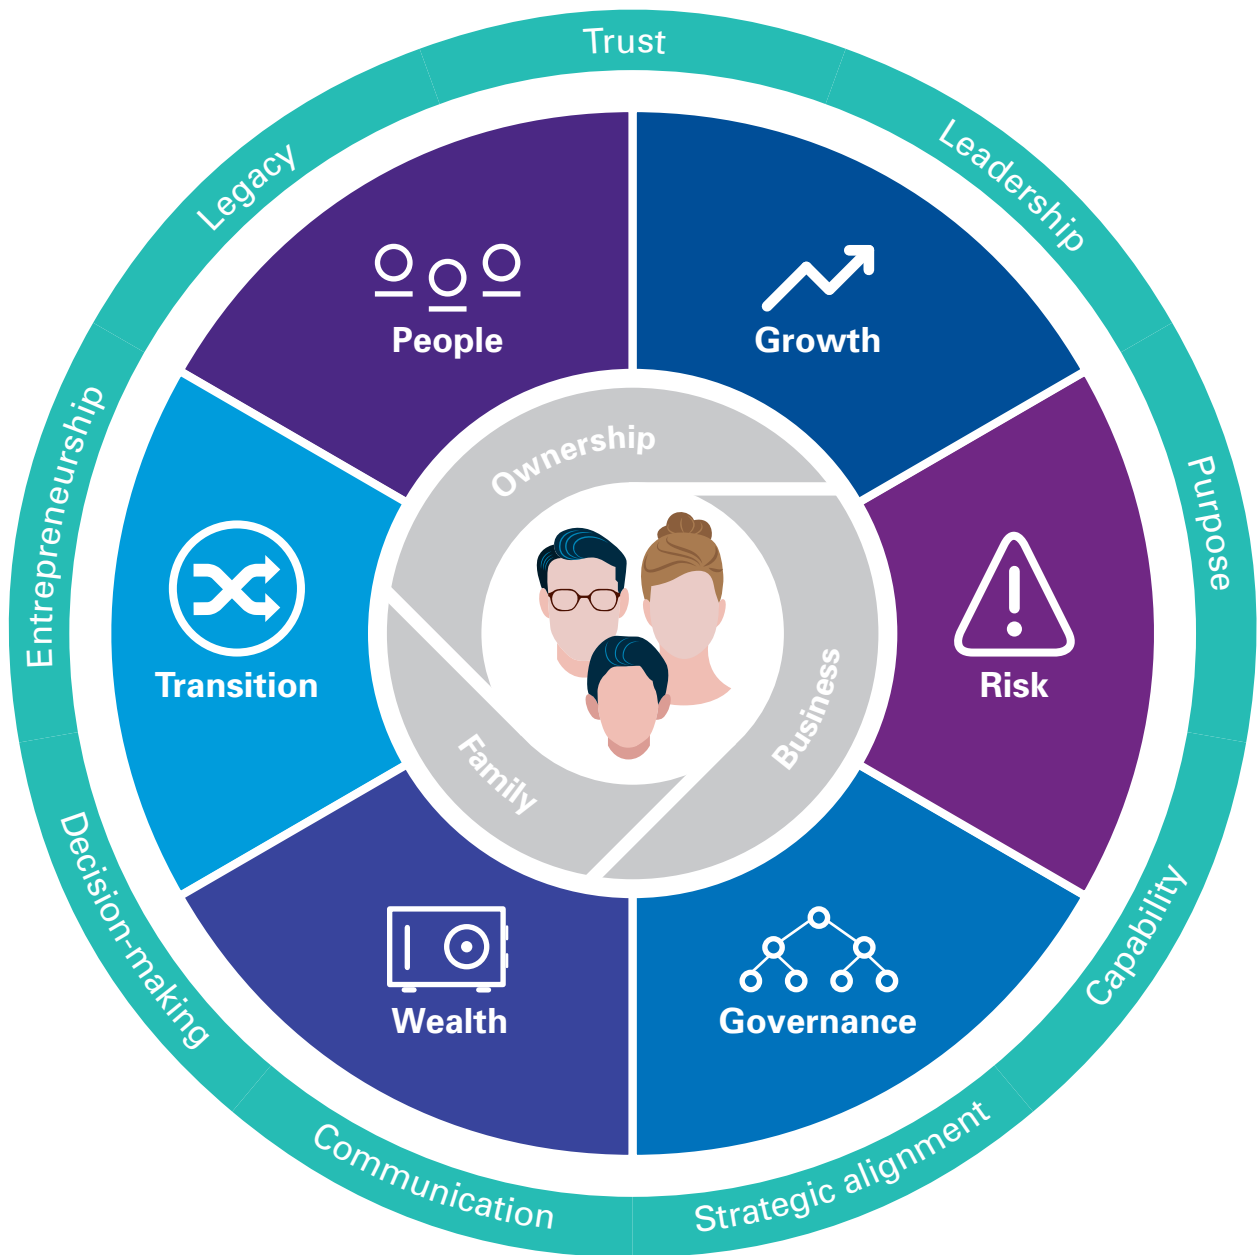 Trust
Leadership
Purpose
Capability
Strategic alignment
Communication
Decision-making
Entrepreneurship
Legacy
People
Growth
Risk
Governance
Wealth
Transition
Ownership
Business
Family